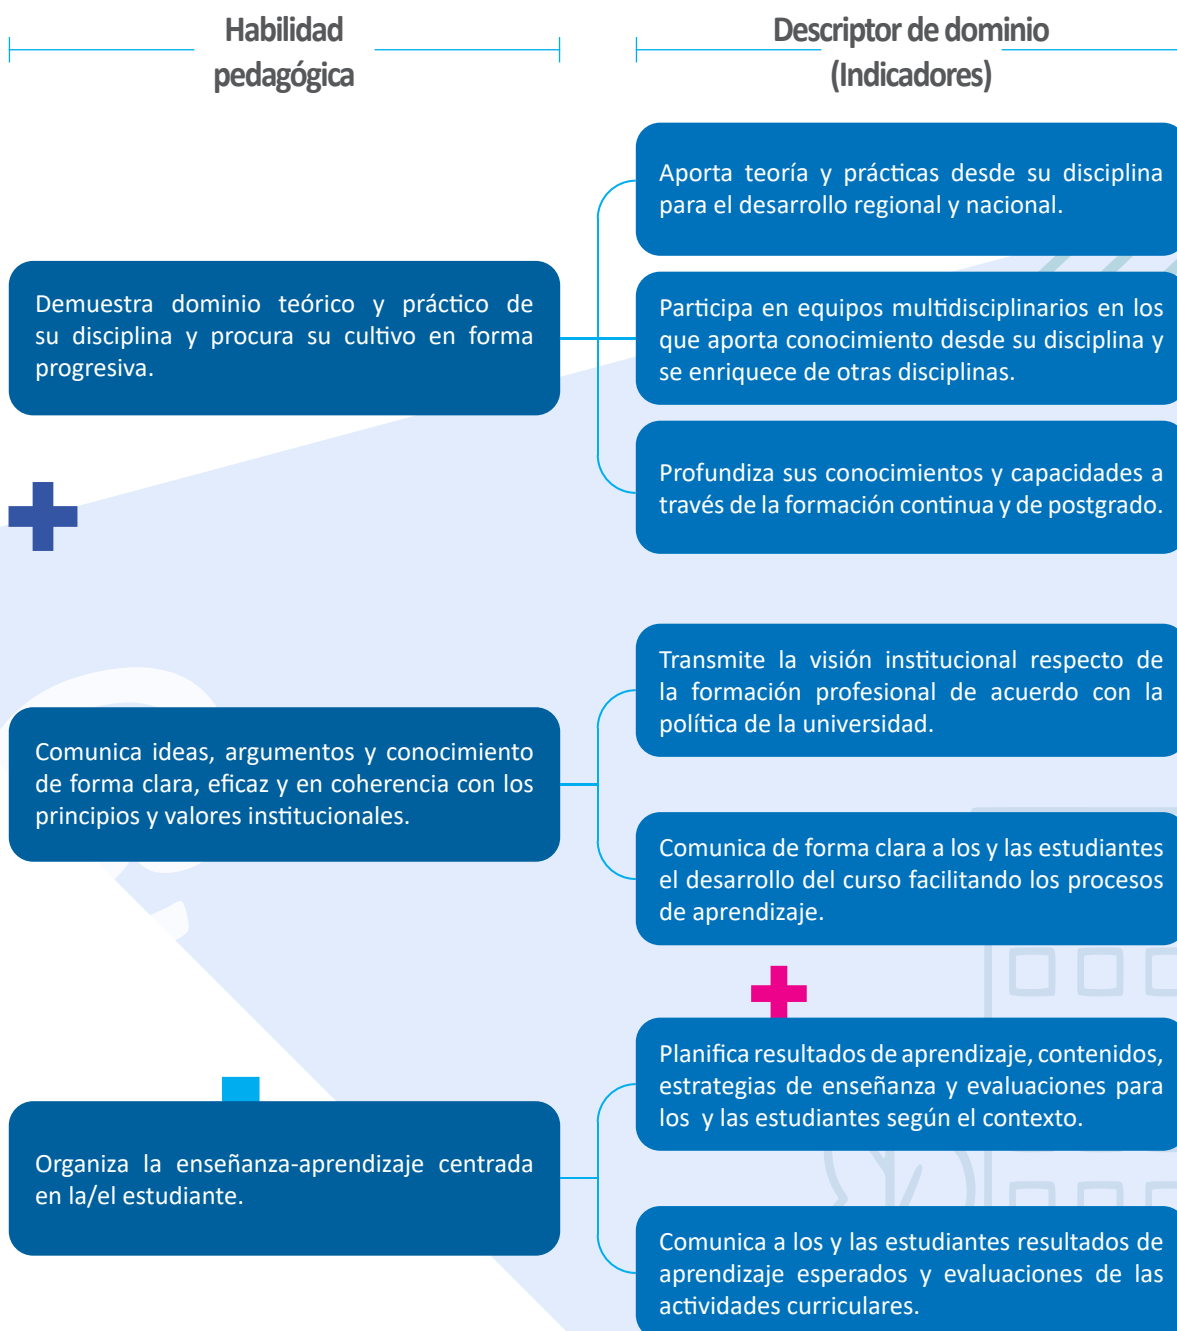 Habilidad
pedagógica
Descriptor de dominio
(Indicadores)
Demuestra dominio teórico y práctico de
su disciplina y procura su cultivo en forma
progresiva.
Aporta teoría y prácticas desde su disciplina
para el desarrollo regional y nacional.
Participa en equipos multidisciplinarios en los
que aporta conocimiento desde su disciplina y
se enriquece de otras disciplinas.
Profundiza sus conocimientos y capacidades a
través de la formación continua y de postgrado.
Comunica ideas, argumentos y conocimiento
de forma clara, eficaz y en coherencia con los
principios y valores institucionales.
Transmite la visión institucional respecto de
la formación profesional de acuerdo con la
política de la universidad.
Comunica de forma clara a los y las estudiantes
el desarrollo del curso facilitando los procesos
de aprendizaje.
Organiza la enseñanza-aprendizaje centrada
en la/el estudiante.
Planifica resultados de aprendizaje, contenidos,
estrategias de enseñanza y evaluaciones para
los y las estudiantes según el contexto.
Comunica a los y las estudiantes resultados de
aprendizaje esperados y evaluaciones de las
actividades curriculares.